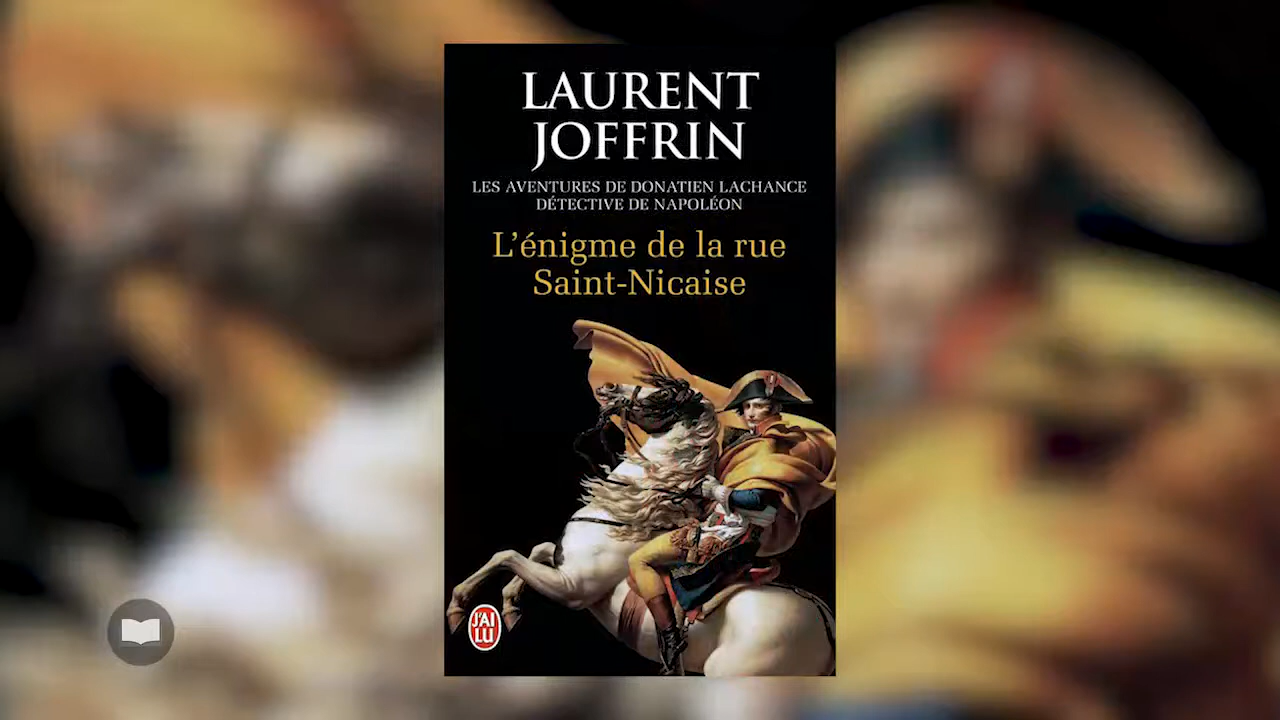 LAURENT
JOFFRIN
LES AVENTURES DE DONATIEN LACHANCE
DÉTECTIVE DE NAPOLÉON
L’énigme de la rue
Saint-Nicaise
J'AI
LU